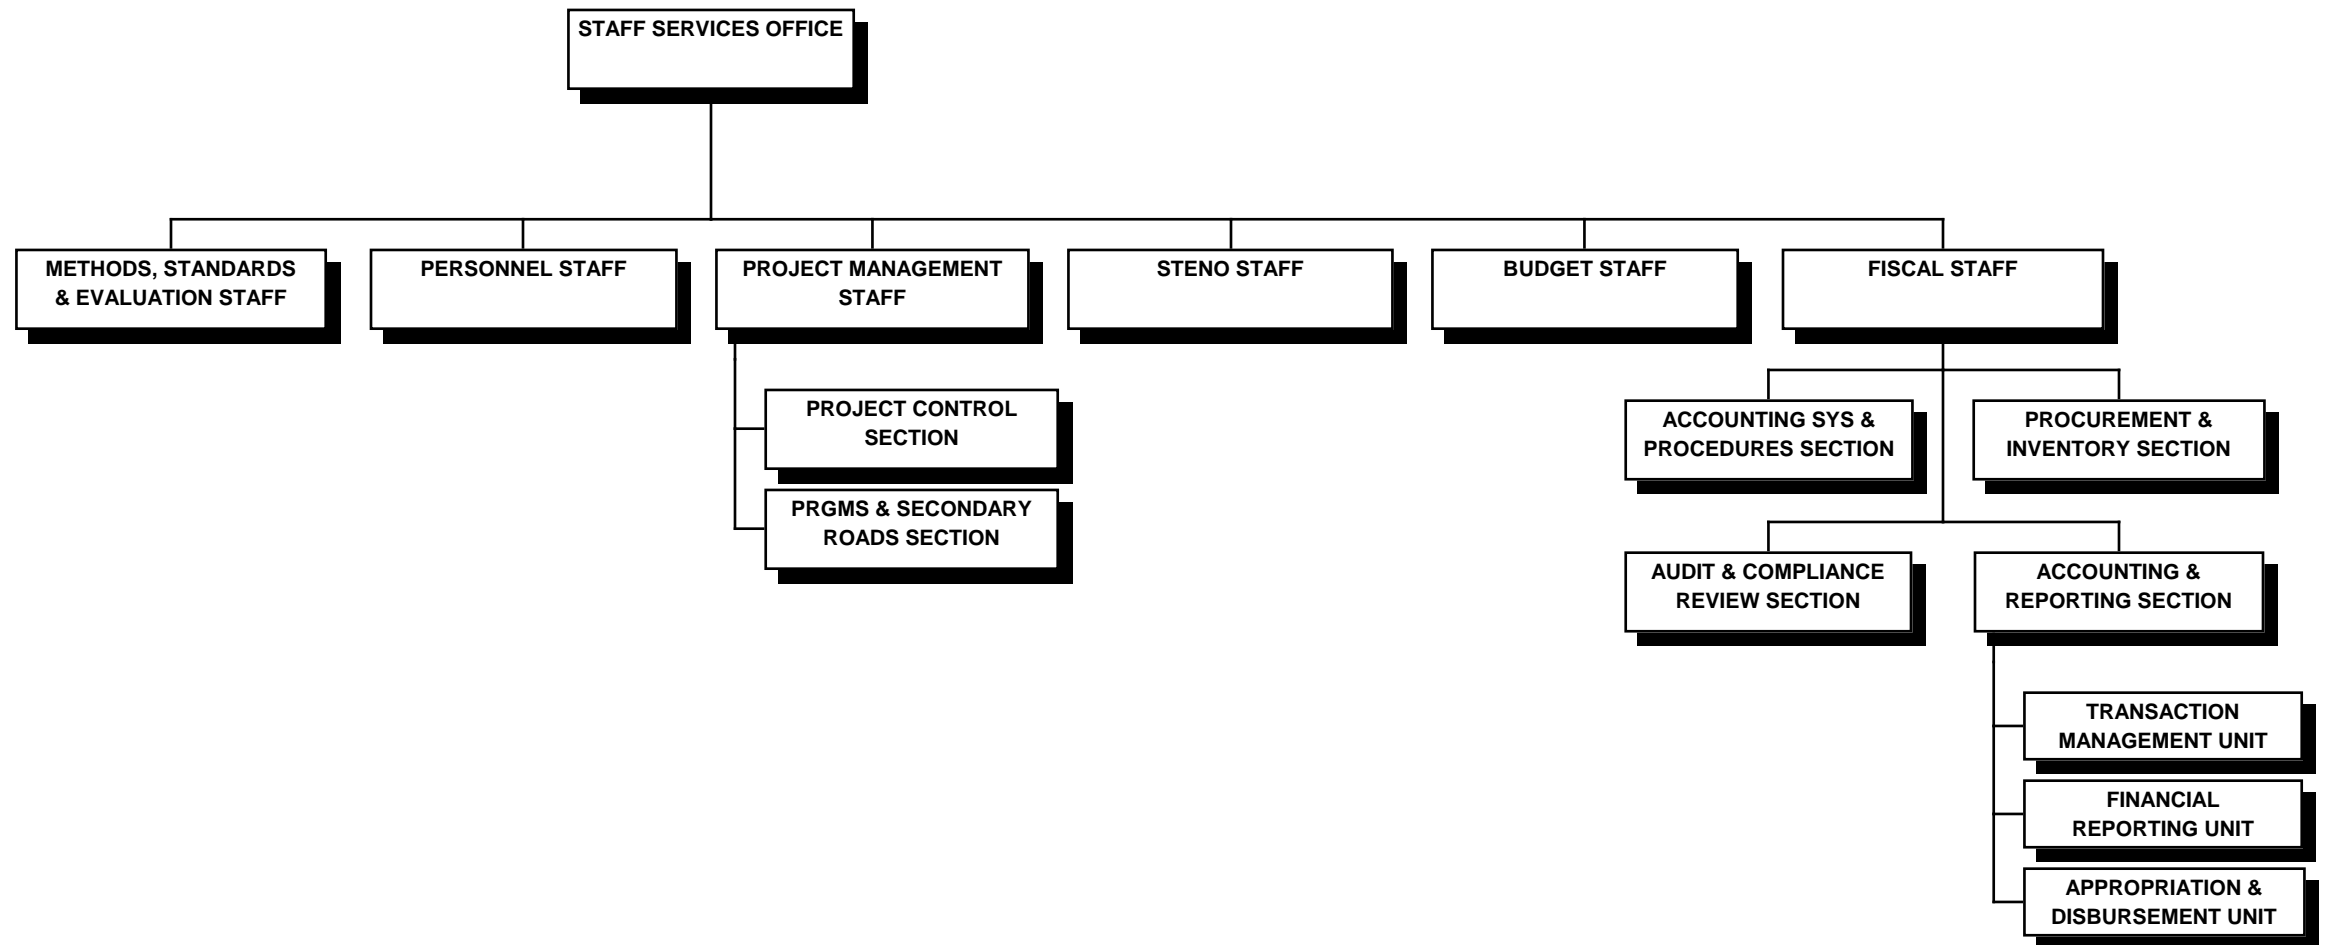 STAFF SERVICES OFFICE
METHODS, STANDARDS
& EVALUATION STAFF
PERSONNEL STAFF
PROJECT MANAGEMENT
STAFF
STENO STAFF
BUDGET STAFF
FISCAL STAFF
PROJECT CONTROL
SECTION
PRGMS & SECONDARY
ROADS SECTION
ACCOUNTING SYS &
PROCEDURES SECTION
PROCUREMENT &
INVENTORY SECTION
AUDIT & COMPLIANCE
REVIEW SECTION
ACCOUNTING &
REPORTING SECTION
TRANSACTION
MANAGEMENT UNIT
FINANCIAL
REPORTING UNIT
APPROPRIATION &
DISBURSEMENT UNIT